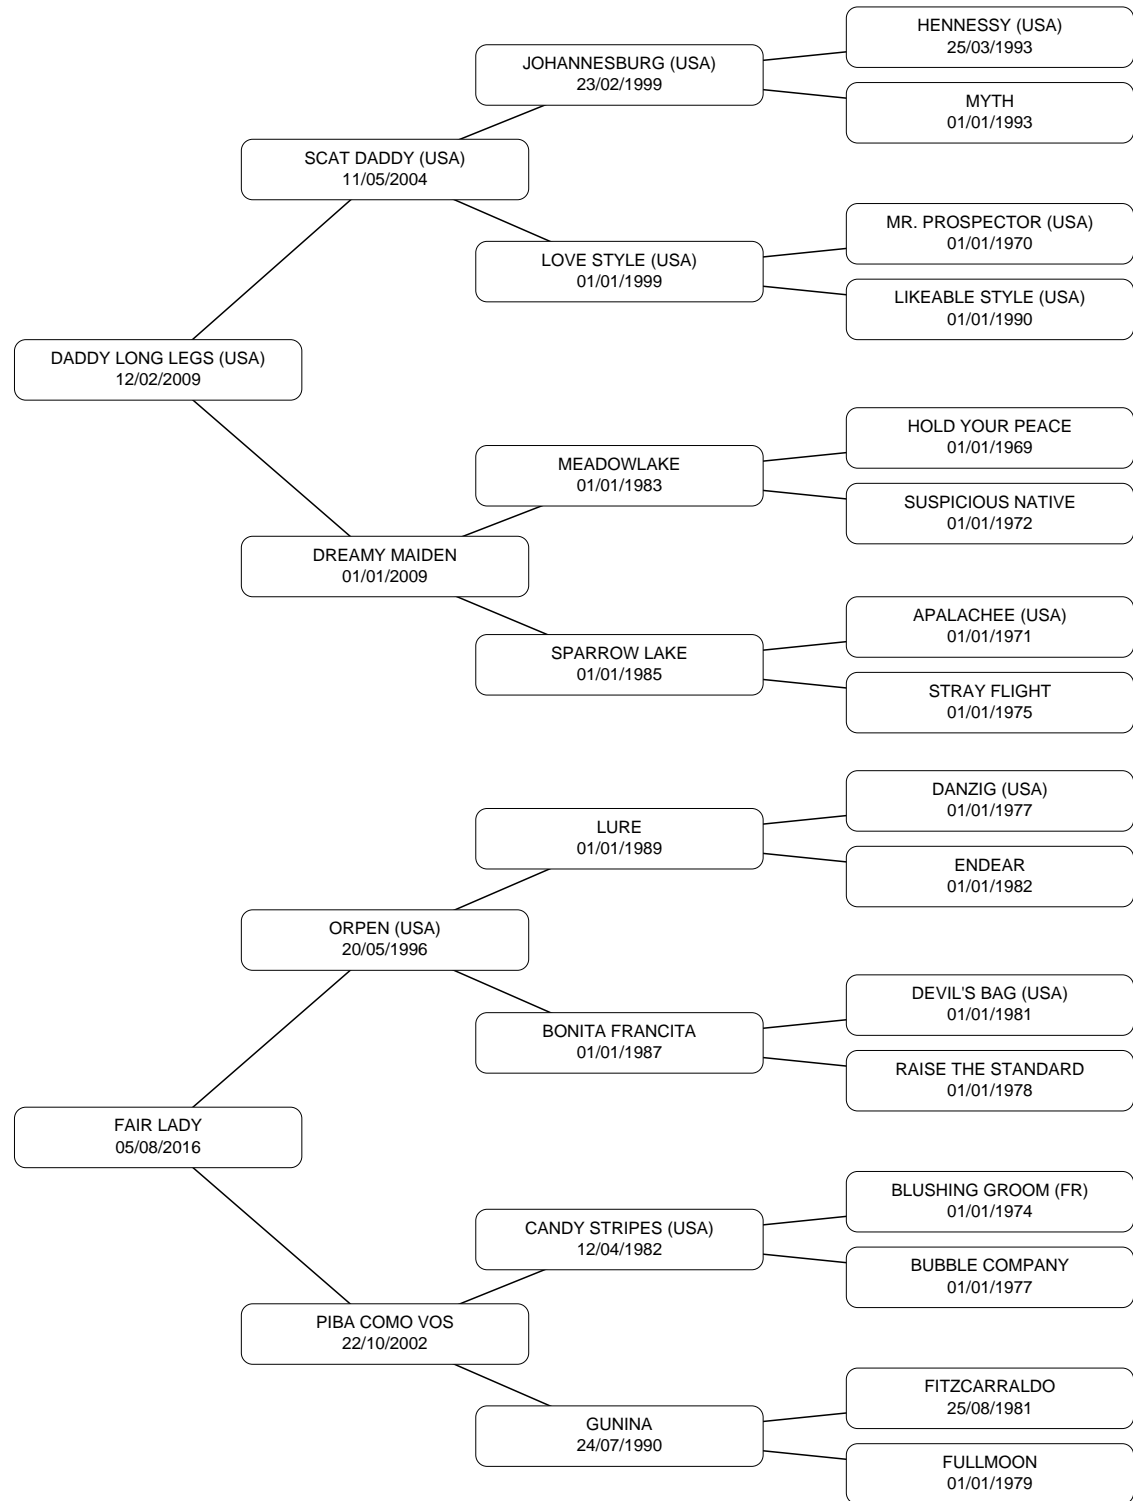 HENNESSY (USA)
25/03/1993
JOHANNESBURG (USA)
23/02/1999
MYTH
01/01/1993
SCAT DADDY (USA)
11/05/2004
MR. PROSPECTOR (USA)
01/01/1970
LOVE STYLE (USA)
01/01/1999
LIKEABLE STYLE (USA)
01/01/1990
DADDY LONG LEGS (USA)
12/02/2009
HOLD YOUR PEACE
01/01/1969
MEADOWLAKE
01/01/1983
SUSPICIOUS NATIVE
01/01/1972
DREAMY MAIDEN
01/01/2009
APALACHEE (USA)
01/01/1971
SPARROW LAKE
01/01/1985
STRAY FLIGHT
01/01/1975
DANZIG (USA)
01/01/1977
LURE
01/01/1989
ENDEAR
01/01/1982
ORPEN (USA)
20/05/1996
DEVIL'S BAG (USA)
01/01/1981
BONITA FRANCITA
01/01/1987
RAISE THE STANDARD
01/01/1978
FAIR LADY
05/08/2016
BLUSHING GROOM (FR)
01/01/1974
CANDY STRIPES (USA)
12/04/1982
BUBBLE COMPANY
01/01/1977
PIBA COMO VOS
22/10/2002
FITZCARRALDO
25/08/1981
GUNINA
24/07/1990
FULLMOON
01/01/1979